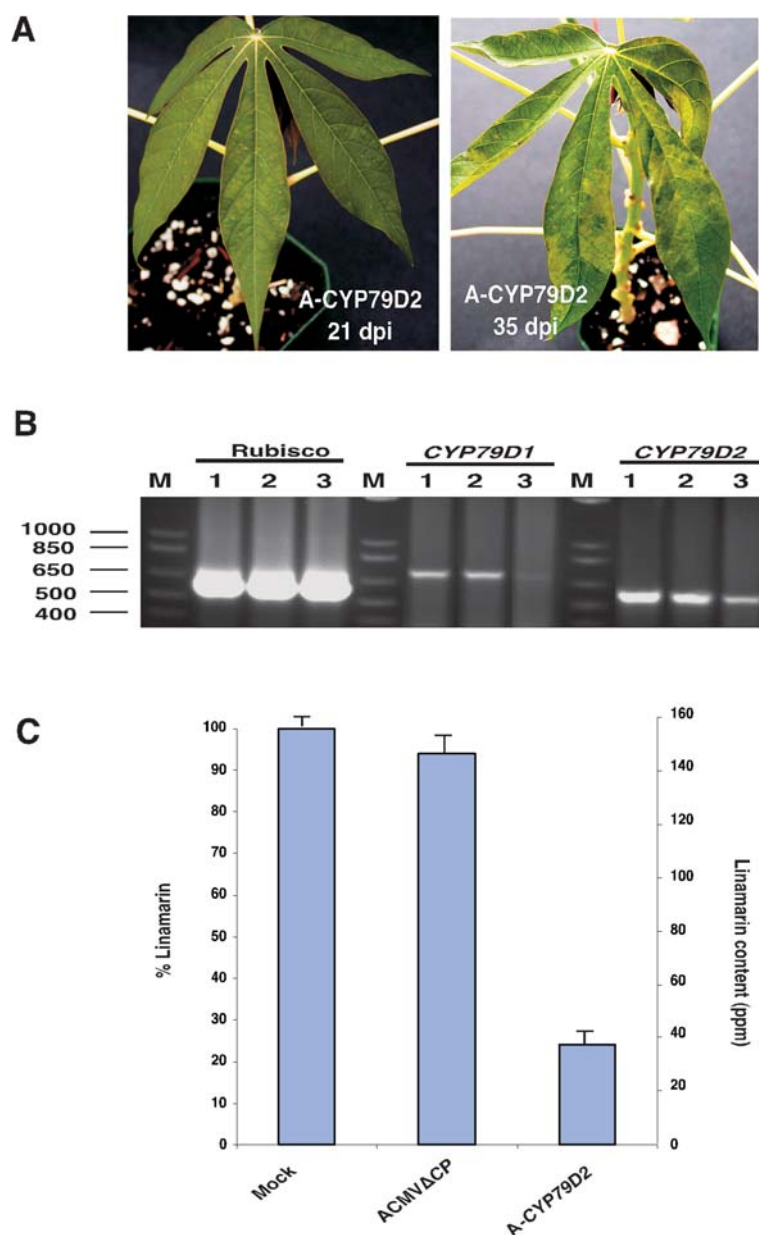 A
A-CYP79D2
21 dpi
A-CYP79D2
35 dpi
B
Rubisco CYP79D1 CYP79D2
M 1 2 3 M 1 2 3 M 1 2 3
1000
850
650
500
400
C
% Linamarin
100
90
80
70
60
50
40
30
20
10
0
160
140
120
100
80
60
40
20
0
Linamarin content (ppm)
Mock
ACMVΔCP
A-CYP79D2